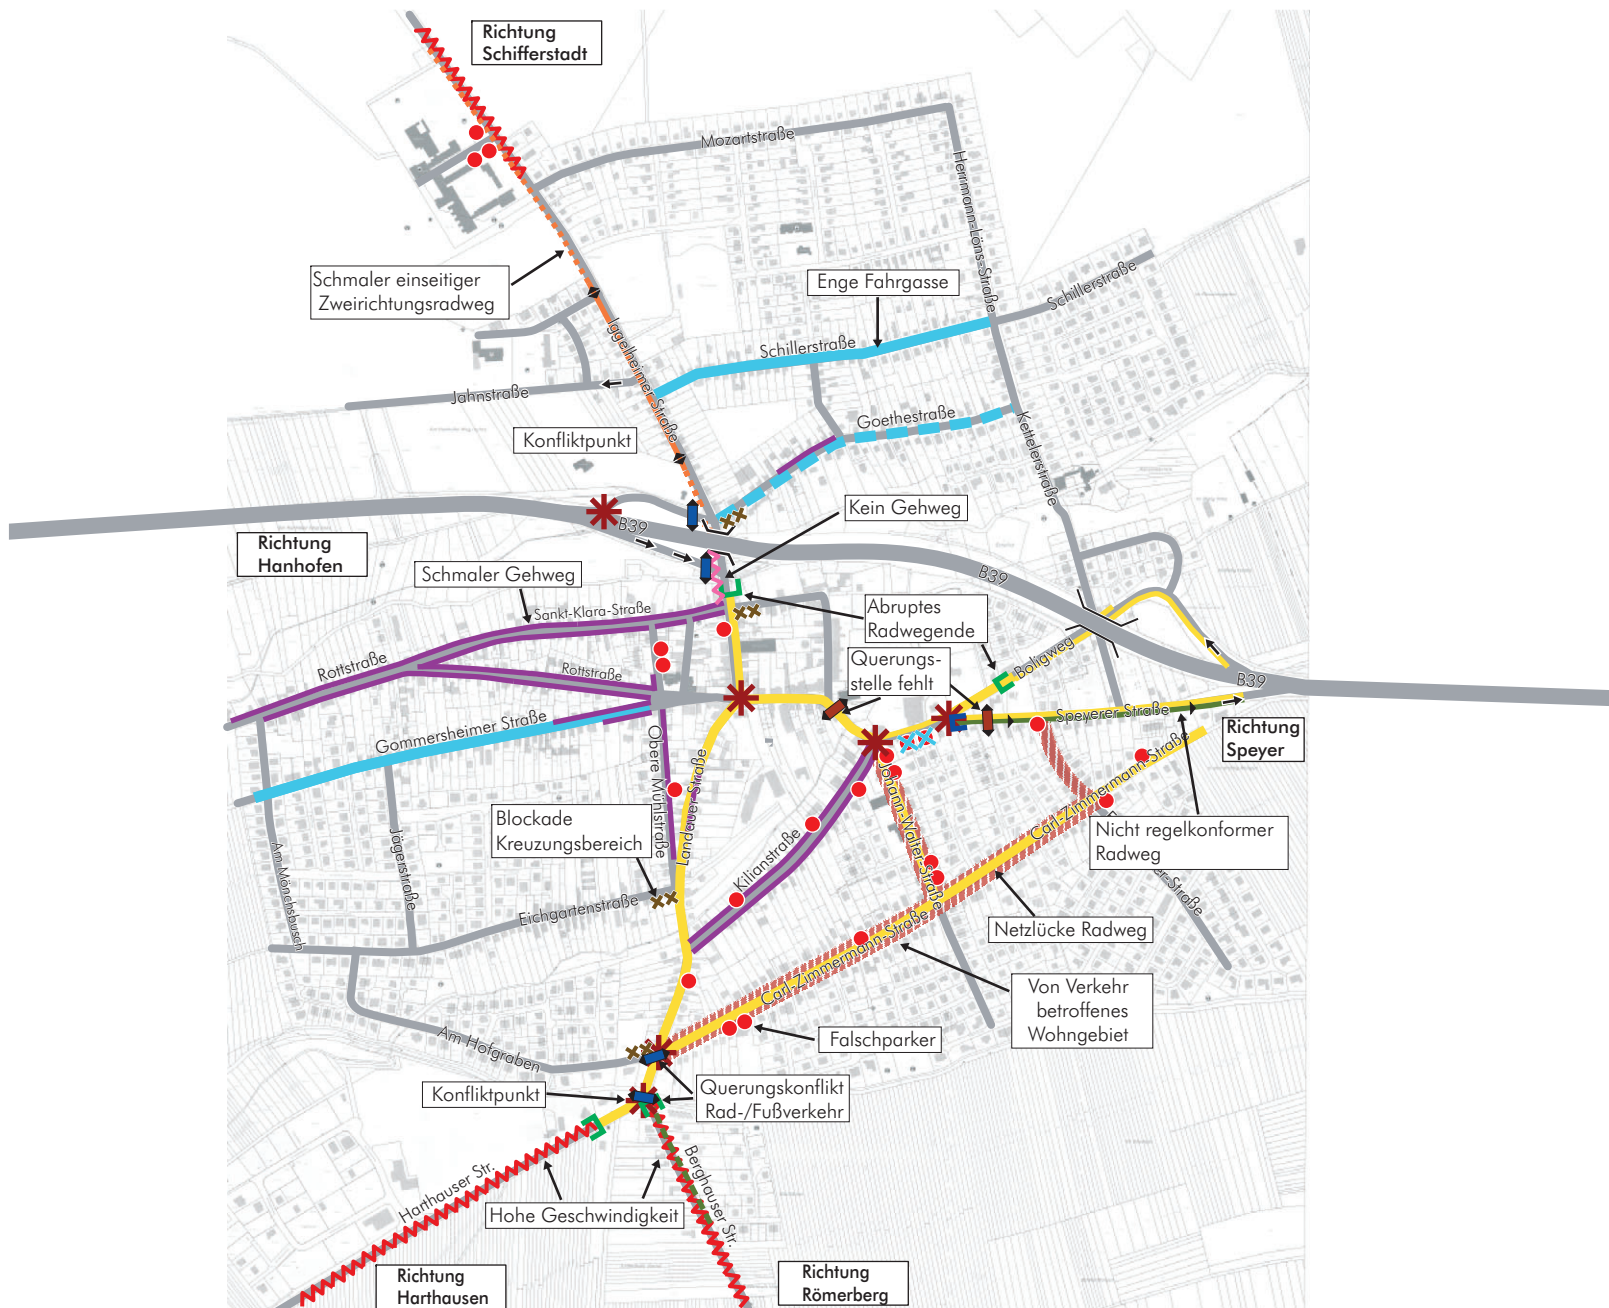 Richtung
Schifferstadt
Mozartstraße
Herrmann-Löns-Straße
Schmaler einseitiger
Zweirichtungsradweg
Enge Fahrgasse
Schillerstraße
Iggelheimer Straße
Schillerstraße
Jahnstraße
Goethestraße
Kettelerstraße
Konfliktpunkt
Kein Gehweg
B39
Richtung
Hanhofen
Schmaler Gehweg
B39
Sankt-Klara-Straße
Abruptes
Radwegende
Boligweg
Rottstraße
Rottstraße
Querungs-
stelle fehlt
B39
Gommersheimer Straße
Speyerer Straße
Richtung
Speyer
Obere Mühlstraße
Landauer Straße
Johann-Walter-Straße
Carl-Zimmermann-Straße
Blockade
Kreuzungsbereich
Nicht regelkonformer
Radweg
Am Mönchsbusch
Jägerstraße
Kilianstraße
er-Straße
Eichgartenstraße
Netzlücke Radweg
Carl-Zimmermann-Straße
Von Verkehr
betroffenes
Wohngebiet
Am Hofgraben
Falschparker
Konfliktpunkt
Querungskonflikt
Rad-/Fußverkehr
Harthauser Str.
Berghauser Str.
Hohe Geschwindigkeit
Richtung
Harthausen
Richtung
Römerberg